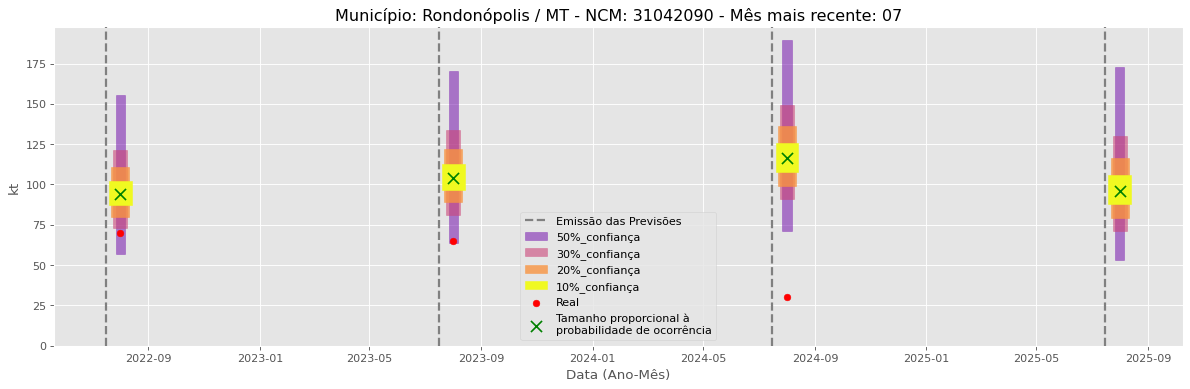 Município: Rondonópolis / MT - NCM: 31042090 - Mês mais recente: 07
kt
175
150
125
100
75
50
25
0
Emissão das Previsões
50%_confiança
30%_confiança
20%_confiança
10%_confiança
Real
Tamanho proporcional à
probabilidade de ocorrência
2022-09
2023-01
2023-05
2023-09
2024-01
2024-05
2024-09
2025-01
2025-05
2025-09
Data (Ano-Mês)